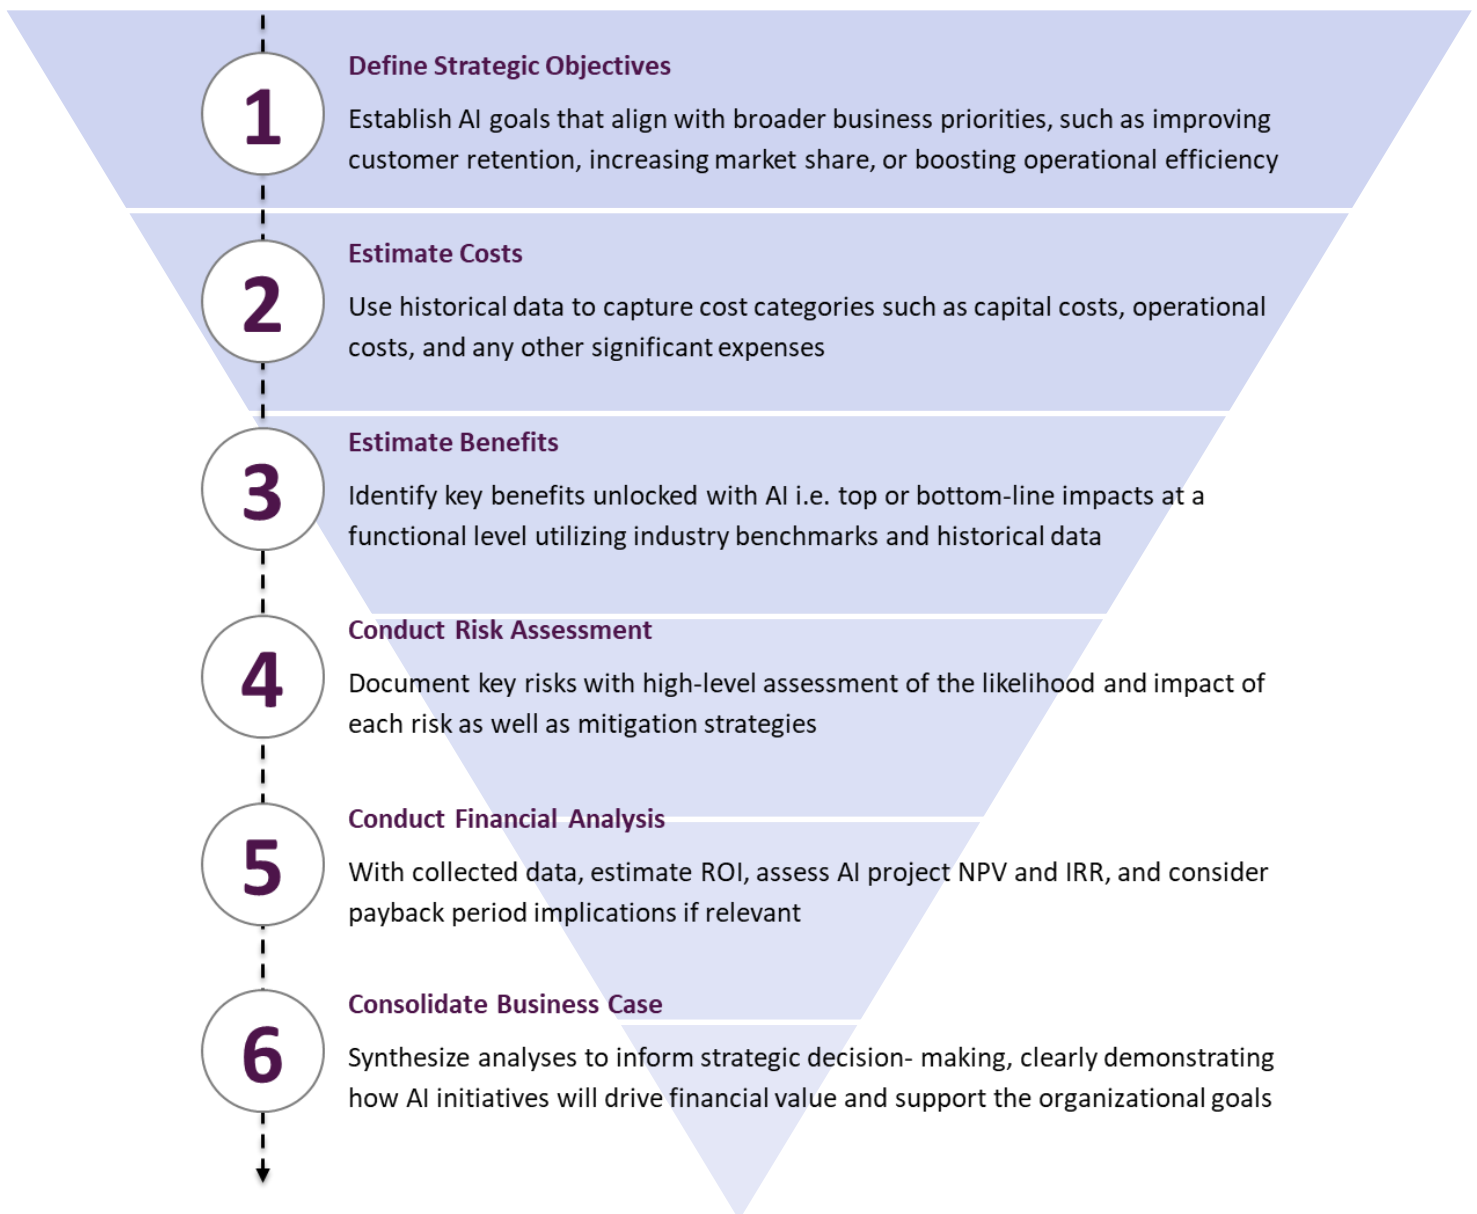 1
Define Strategic Objectives
Establish AI goals that align with broader business priorities, such as improving
customer retention, increasing market share, or boosting operational efficiency
2
Estimate Costs
Use historical data to capture cost categories such as capital costs, operational
costs, and any other significant expenses
3
Estimate Benefits
Identify key benefits unlocked with AI i.e. top or bottom-line impacts at a
functional level utilizing industry benchmarks and historical data
4
Conduct Risk Assessment
Document key risks with high-level assessment of the likelihood and impact of
each risk as well as mitigation strategies
5
Conduct Financial Analysis
With collected data, estimate ROI, assess AI project NPV and IRR, and consider
payback period implications if relevant
6
Consolidate Business Case
Synthesize analyses to inform strategic decision- making, clearly demonstrating
how AI initiatives will drive financial value and support the organizational goals